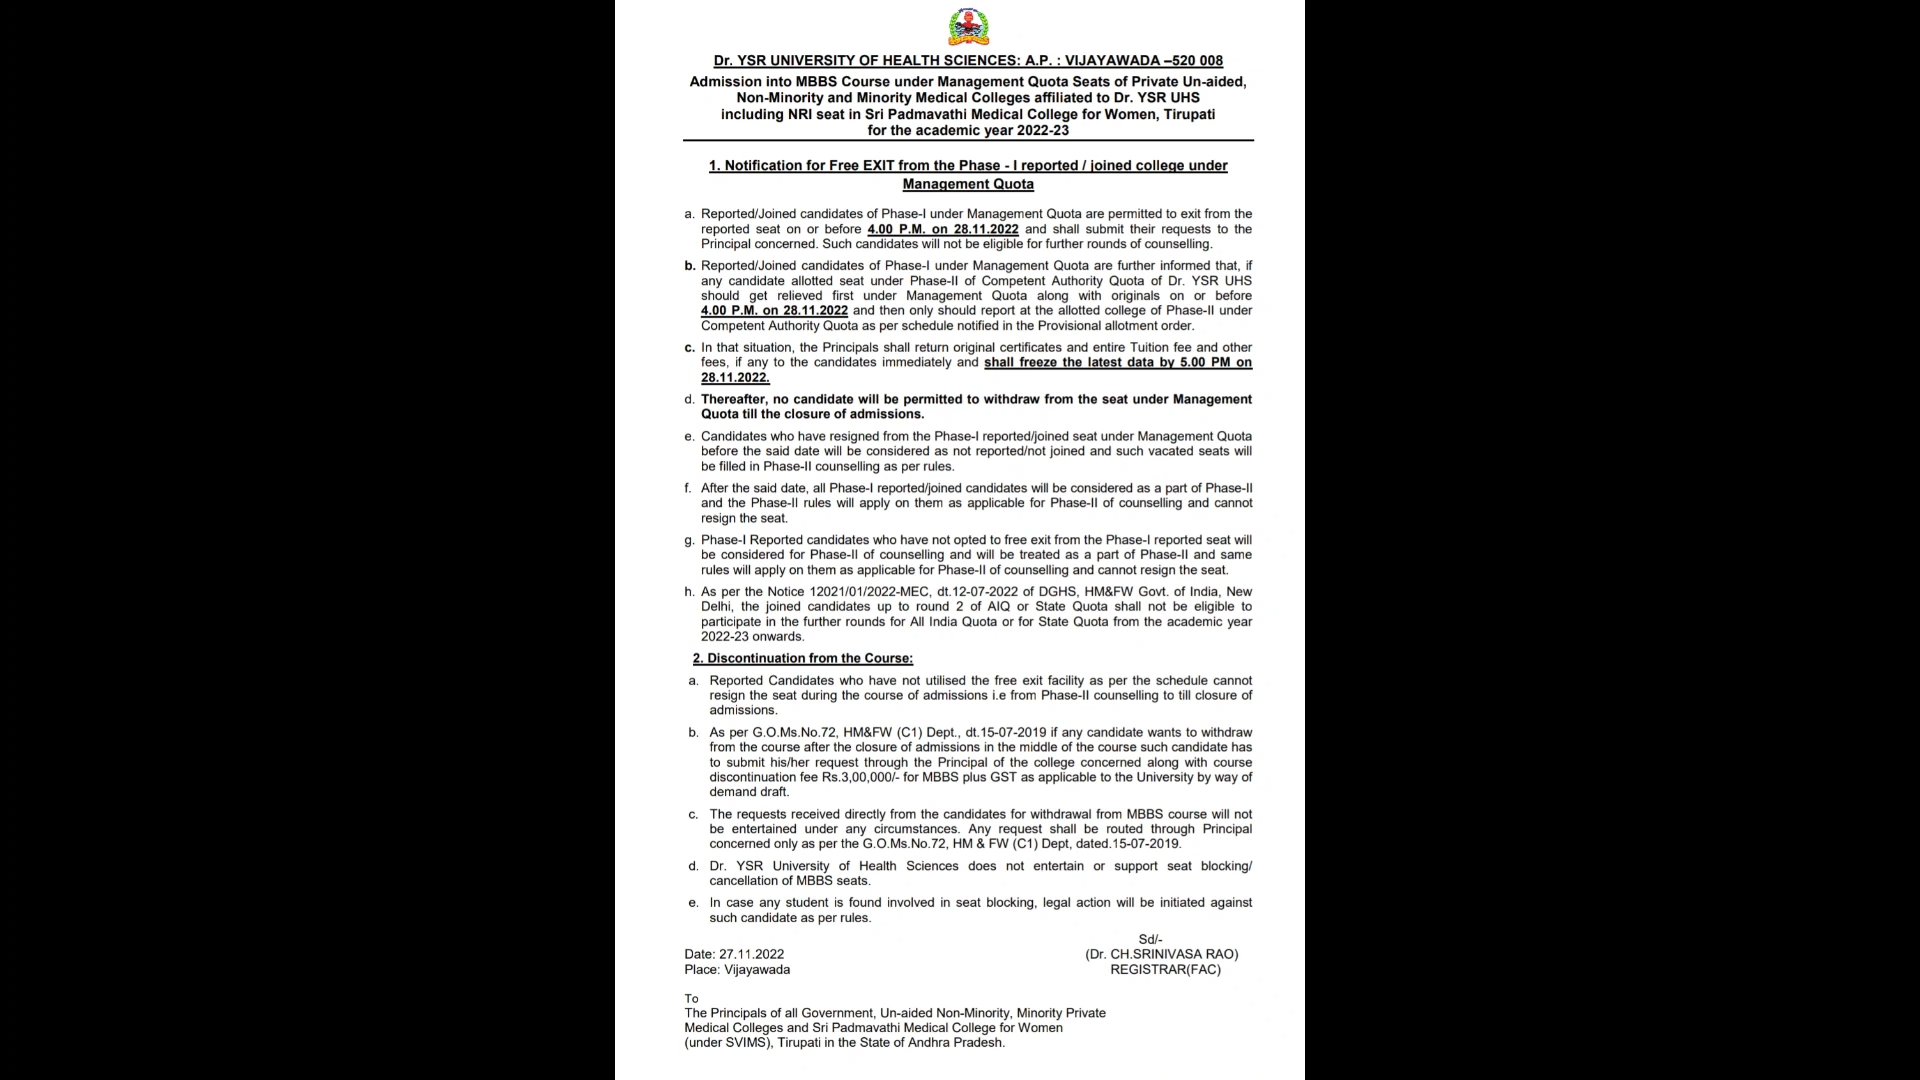 Dr. YSR UNIVERSITY OF HEALTH SCIENCES: A.P. : VIJAYAWADA –520 008
Admission into MBBS Course under Management Quota Seats of Private Un-aided,
Non-Minority and Minority Medical Colleges affiliated to Dr. YSR UHS
including NRI seat in Sri Padmavathi Medical College for Women, Tirupati
for the academic year 2022-23
1. Notification for Free EXIT from the Phase - I reported / joined college under
Management Quota
a. Reported/Joined candidates of Phase-I under Management Quota are permitted to exit from the
reported seat on or before 4.00 P.M. on 28.11.2022 and shall submit their requests to the
Principal concerned. Such candidates will not be eligible for further rounds of counselling.
b. Reported/Joined candidates of Phase-I under Management Quota are further informed that, if
any candidate allotted seat under Phase-II of Competent Authority Quota of Dr. YSR UHS
should get relieved first under Management Quota along with originals on or before
4.00 P.M. on 28.11.2022 and then only should report at the allotted college of Phase-II under
Competent Authority Quota as per schedule notified in the Provisional allotment order.
c. In that situation, the Principals shall return original certificates and entire Tuition fee and other
fees, if any to the candidates immediately and shall freeze the latest data by 5.00 PM on
28.11.2022.
d. Thereafter, no candidate will be permitted to withdraw from the seat under Management
Quota till the closure of admissions.
e. Candidates who have resigned from the Phase-I reported/joined seat under Management Quota
before the said date will be considered as not reported/not joined and such vacated seats will
be filled in Phase-II counselling as per rules.
f. After the said date, all Phase-I reported/joined candidates will be considered as a part of Phase-II
and the Phase-II rules will apply on them as applicable for Phase-II of counselling and cannot
resign the seat.
g. Phase-I Reported candidates who have not opted to free exit from the Phase-I reported seat will
be considered for Phase-II of counselling and will be treated as a part of Phase-II and same
rules will apply on them as applicable for Phase-II of counselling and cannot resign the seat.
h. As per the Notice 12021/01/2022-MEC, dt.12-07-2022 of DGHS, HM&FW Govt. of India, New
Delhi, the joined candidates up to round 2 of AIQ or State Quota shall not be eligible to
participate in the further rounds for All India Quota or for State Quota from the academic year
2022-23 onwards.
2. Discontinuation from the Course:
a. Reported Candidates who have not utilised the free exit facility as per the schedule cannot
resign the seat during the course of admissions i.e from Phase-II counselling to till closure of
admissions.
b. As per G.O.Ms.No.72, HM&FW (C1) Dept., dt.15-07-2019 if any candidate wants to withdraw
from the course after the closure of admissions in the middle of the course such candidate has
to submit his/her request through the Principal of the college concerned along with course
discontinuation fee Rs.3,00,000/- for MBBS plus GST as applicable to the University by way of
demand draft.
c. The requests received directly from the candidates for withdrawal from MBBS course will not
be entertained under any circumstances. Any request shall be routed through Principal
concerned only as per the G.O.Ms.No.72, HM & FW (C1) Dept, dated.15-07-2019.
d. Dr. YSR University of Health Sciences does not entertain or support seat blocking/
cancellation of MBBS seats.
e. In case any student is found involved in seat blocking, legal action will be initiated against
such candidate as per rules.
Sd/-
Date: 27.11.2022 (Dr. CH.SRINIVASA RAO)
Place: Vijayawada REGISTRAR(FAC)
To
The Principals of all Government, Un-aided Non-Minority, Minority Private
Medical Colleges and Sri Padmavathi Medical College for Women
(under SVIMS), Tirupati in the State of Andhra Pradesh.